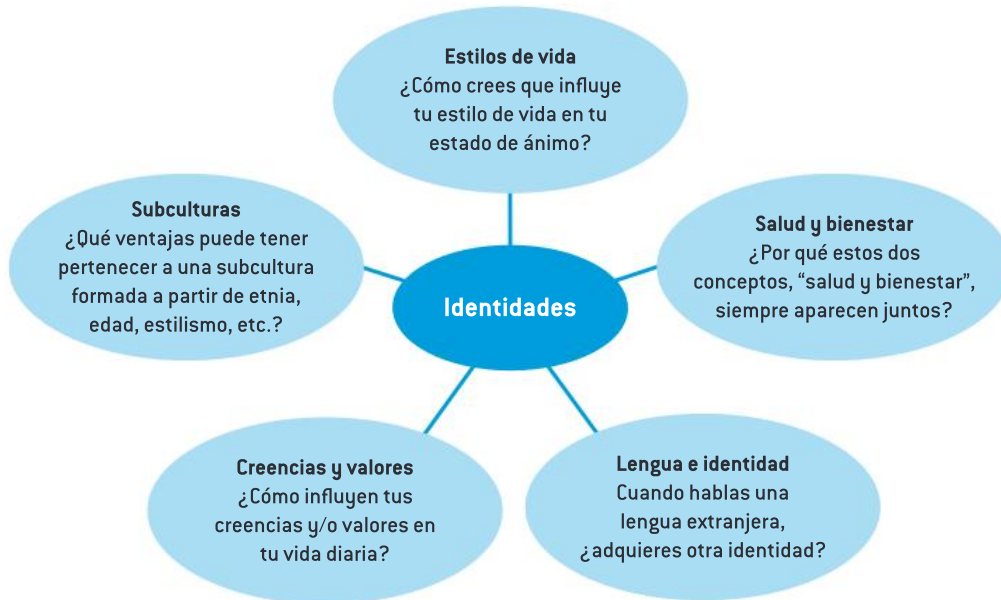 Estilos de vida
¿Cómo crees que influye
tu estilo de vida en tu
estado de ánimo?
Subculturas
¿Qué ventajas puede tener
pertenecer a una subcultura
formada a partir de etnia,
edad, estilismo, etc.?
Salud y bienestar
¿Por qué estos dos
conceptos, “salud y bienestar”,
siempre aparecen juntos?
Identidades
Creencias y valores
¿Cómo influyen tus
creencias y/o valores en
tu vida diaria?
Lengua e identidad
Cuando hablas una
lengua extranjera,
¿adquieres otra identidad?